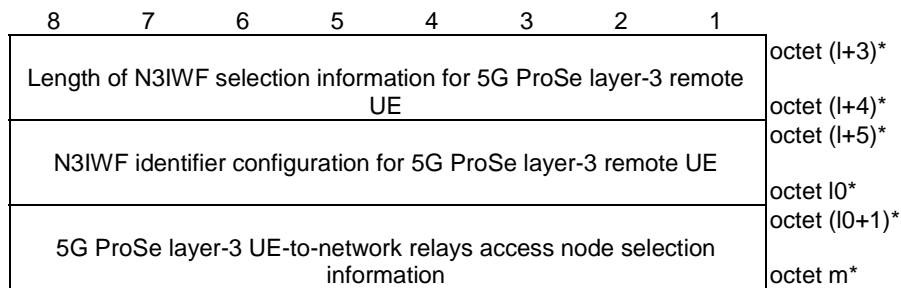 8 7 6 5 4 3 2 1
octet (l+3)*
Length of N3IWF selection information for 5G ProSe layer-3 remote
UE
octet (l+4)*
octet (l+5)*
N3IWF identifier configuration for 5G ProSe layer-3 remote UE
octet l0*
octet (l0+1)*
5G ProSe layer-3 UE-to-network relays access node selection
information
octet m*